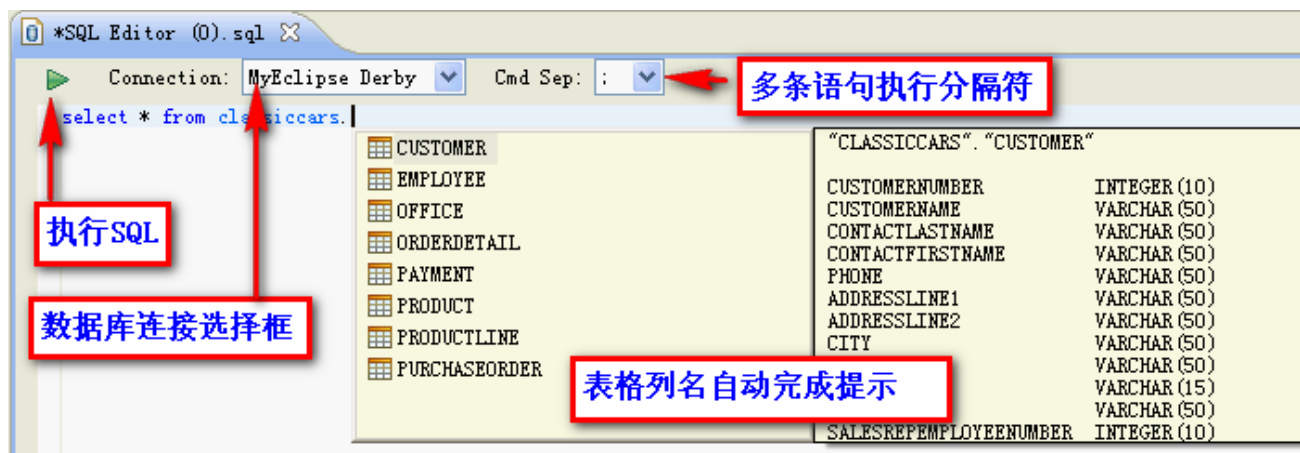 *SQL Editor (0).sql
Connection: MyEclipse Derby Cmd Sep: ;
多条语句执行分隔符
select * from classiccars.
CUSTOMER
EMPLOYEE
OFFICE
ORDERDETAIL
PAYMENT
PRODUCT
PRODUCTLINE
PURCHASEORDER
"CLASSICCARS"."CUSTOMER"
CUSTOMERNUMBER INTEGER(10)
CUSTOMERNAME VARCHAR(50)
CONTACTLASTNAME VARCHAR(50)
CONTACTFIRSTNAME VARCHAR(50)
PHONE VARCHAR(50)
ADDRESSLINE1 VARCHAR(50)
ADDRESSLINE2 VARCHAR(50)
CITY VARCHAR(50)
VARCHAR(50)
VARCHAR(15)
VARCHAR(50)
SALESREPEMPLOYEENUMBER INTEGER(10)
执行SQL
数据库连接选择框
表格列名自动完成提示